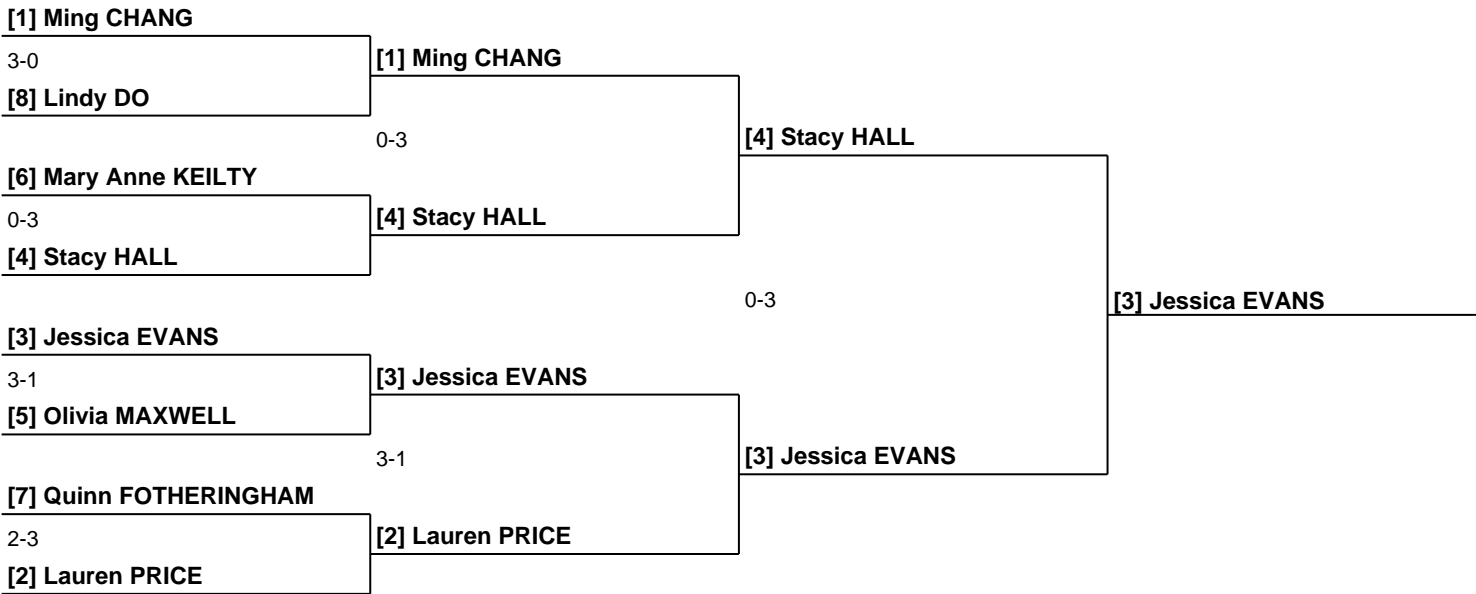 [1] Ming CHANG
3-0
[8] Lindy DO
[6] Mary Anne KEILTY
0-3
[4] Stacy HALL
[3] Jessica EVANS
3-1
[5] Olivia MAXWELL
[7] Quinn FOTHERINGHAM
2-3
[2] Lauren PRICE
[1] Ming CHANG
0-3
[4] Stacy HALL
[3] Jessica EVANS
3-1
[2] Lauren PRICE
[4] Stacy HALL
0-3
[3] Jessica EVANS
[3] Jessica EVANS